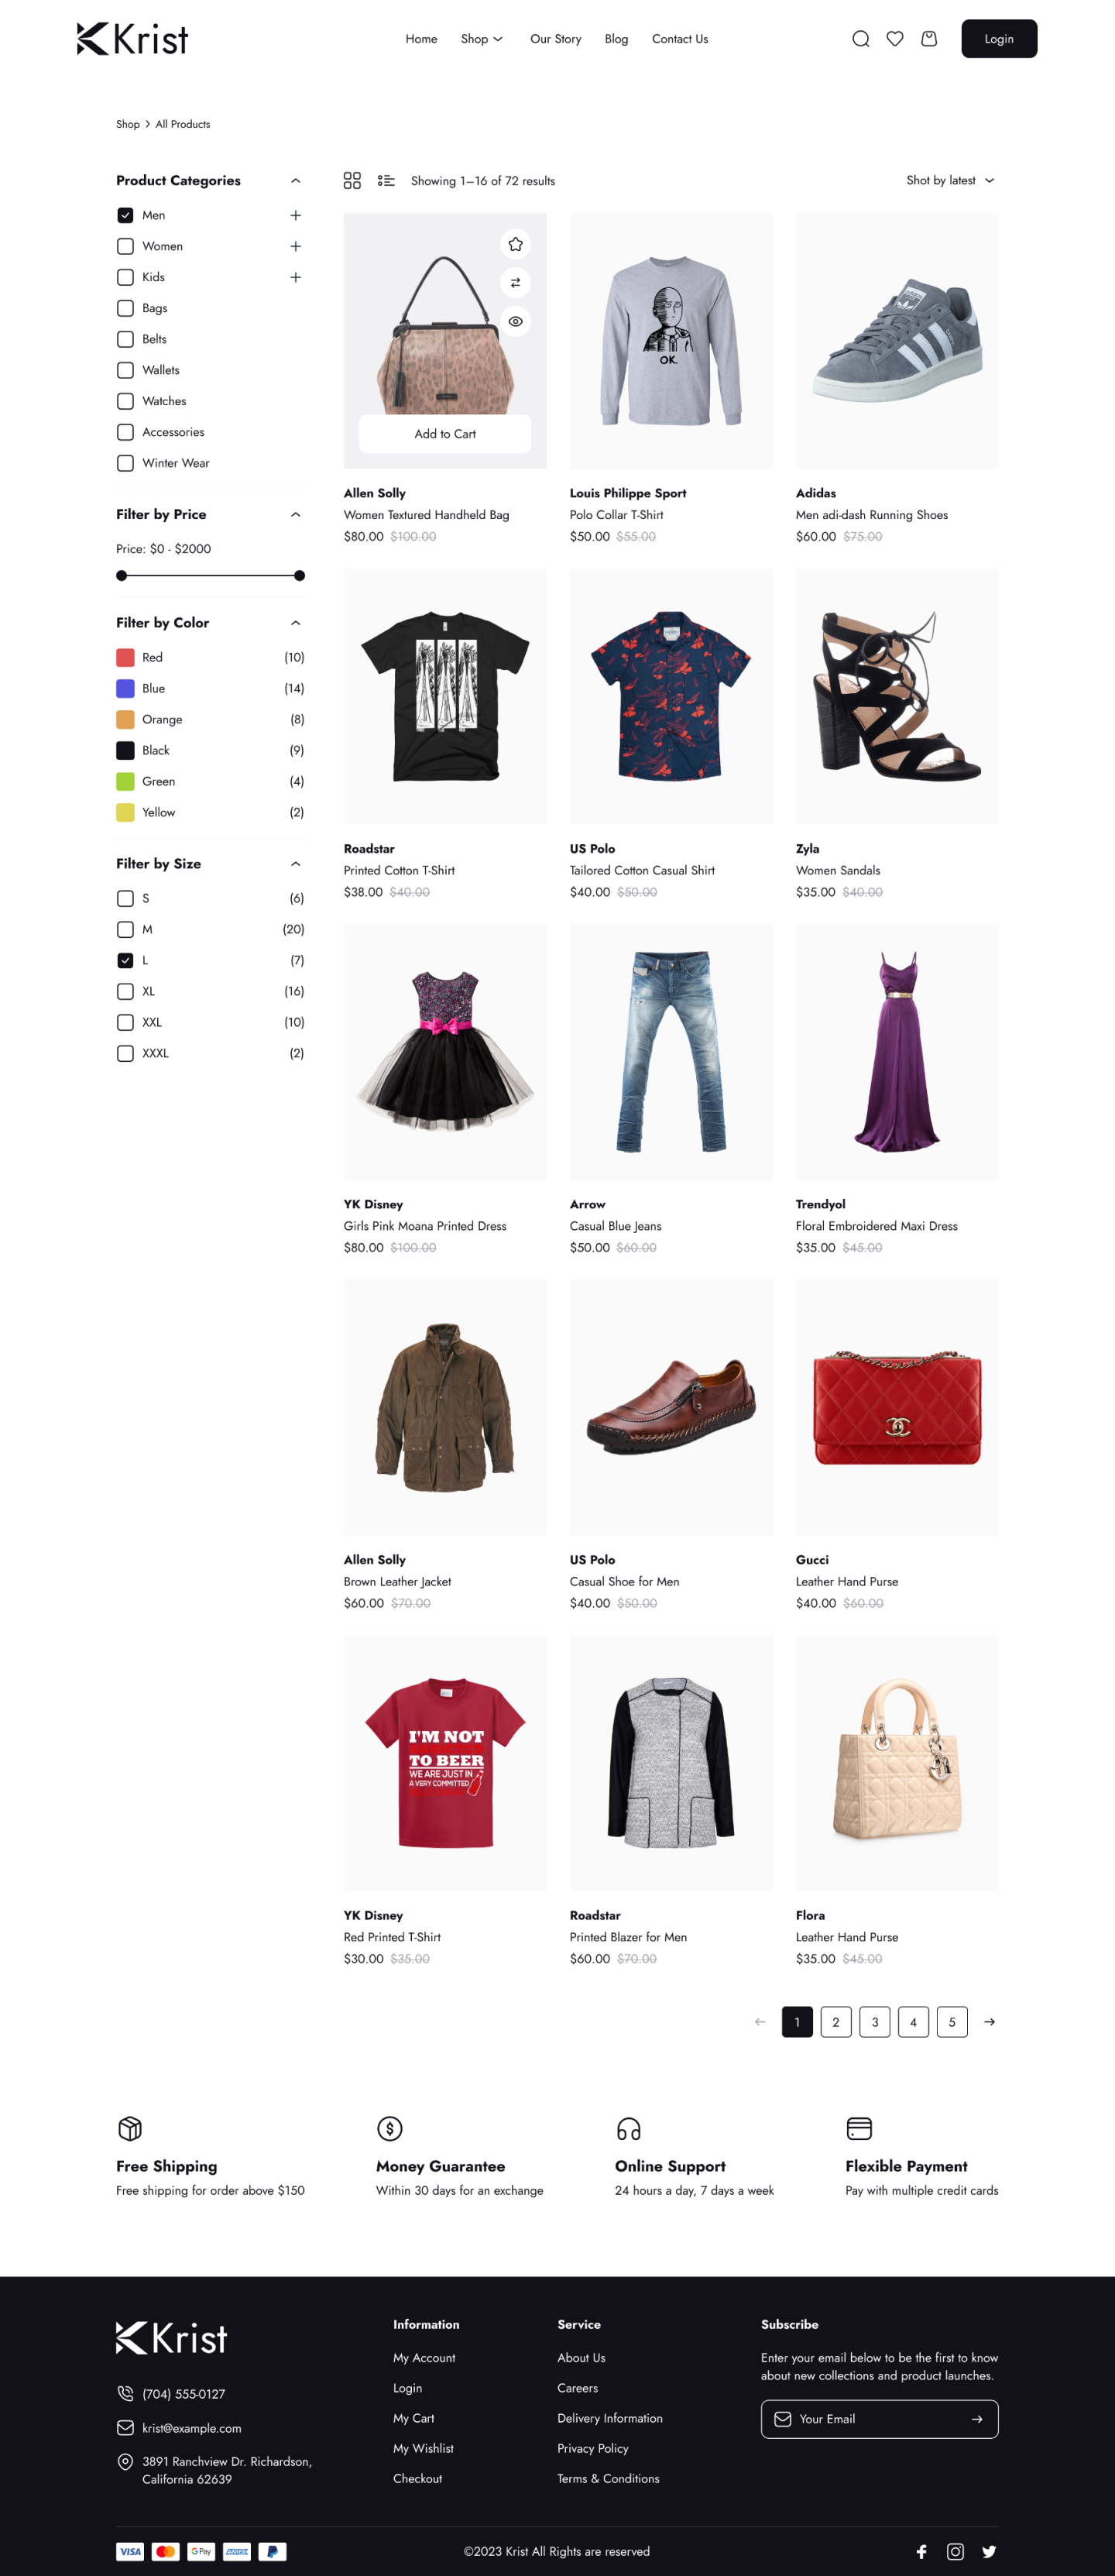 Krist
Home Shop Our Story Blog Contact Us
Login
Shop All Products
Product Categories
Men
Women
Kids
Bags
Belts
Wallets
Watches
Accessories
Winter Wear
Filter by Price
Price: $0 - $2000
Filter by Color
Red (10)
Blue (14)
Orange (8)
Black (9)
Green (4)
Yellow (2)
Filter by Size
S (6)
M (20)
L (7)
XL (16)
XXL (10)
XXXL (2)
Showing 1–16 of 72 results
Shot by latest
Add to Cart
Allen Solly
Women Textured Handheld Bag
$80.00 $100.00
OK.
Louis Philippe Sport
Polo Collar T-Shirt
$50.00 $55.00
Adidas
Men adi-dash Running Shoes
$60.00 $75.00
Roadstar
Printed Cotton T-Shirt
$38.00 $40.00
US Polo
Tailored Cotton Casual Shirt
$40.00 $50.00
Zyla
Women Sandals
$35.00 $40.00
YK Disney
Girls Pink Moana Printed Dress
$80.00 $100.00
Arrow
Casual Blue Jeans
$50.00 $60.00
Trendyol
Floral Embroidered Maxi Dress
$35.00 $45.00
Allen Solly
Brown Leather Jacket
$60.00 $70.00
US Polo
Casual Shoe for Men
$40.00 $50.00
Gucci
Leather Hand Purse
$40.00 $60.00
I'M NOT
TO BEER
WE ARE JUST IN
A VERY COMMITTED
YK Disney
Red Printed T-Shirt
$30.00 $35.00
Roadstar
Printed Blazer for Men
$60.00 $70.00
Flora
Leather Hand Purse
$35.00 $45.00
1 2 3 4 5
Free Shipping
Free shipping for order above $150
Money Guarantee
Within 30 days for an exchange
Online Support
24 hours a day, 7 days a week
Flexible Payment
Pay with multiple credit cards
Krist
(704) 555-0127
krist@example.com
3891 Ranchview Dr. Richardson,
California 62639
Information
My Account
Login
My Cart
My Wishlist
Checkout
Service
About Us
Careers
Delivery Information
Privacy Policy
Terms & Conditions
Subscribe
Enter your email below to be the first to know
about new collections and product launches.
Your Email
VISA G Pay AMEX
©2023 Krist All Rights are reserved